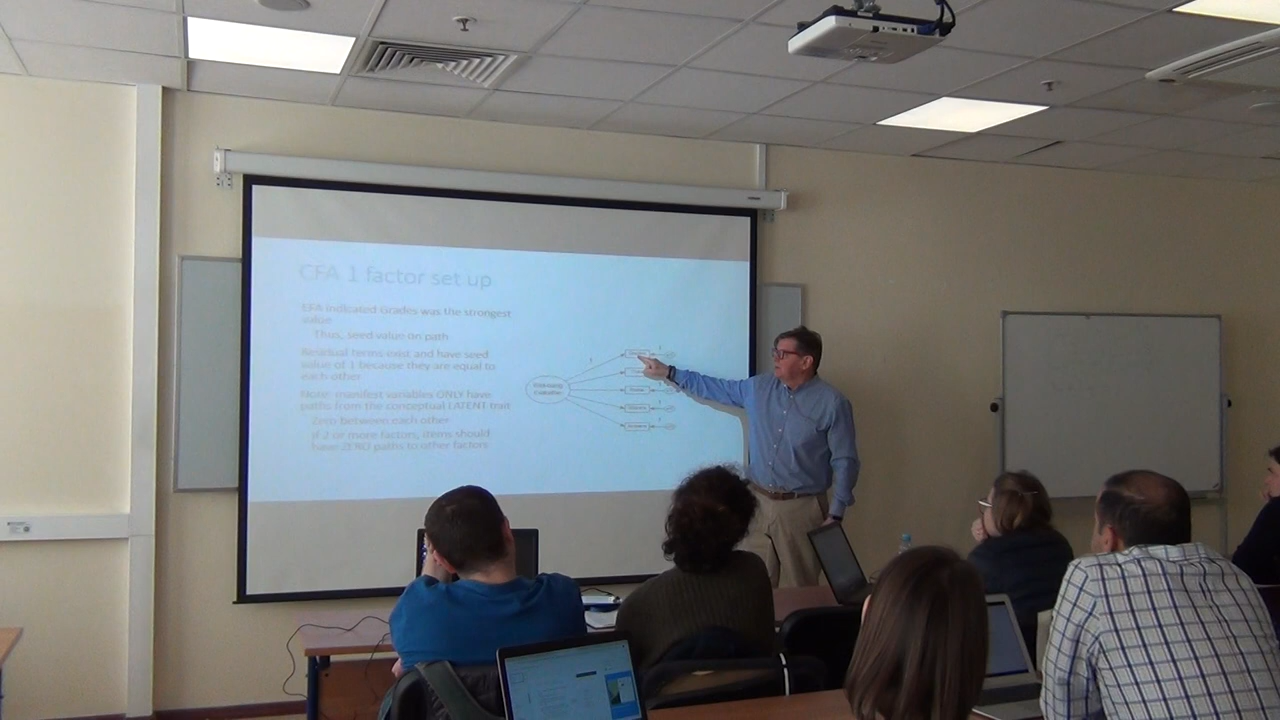 CFA 1 factor set up
EFA indicated Grades was the strongest
value
Thus, seed value on path
Residual terms exist and have seed
value of 1 because they are equal to
each other
Note: manifest variables ONLY have
paths from the conceptual LATENT trait
Zero between each other
If 2 or more factors, items should
have ZERO paths to other factors